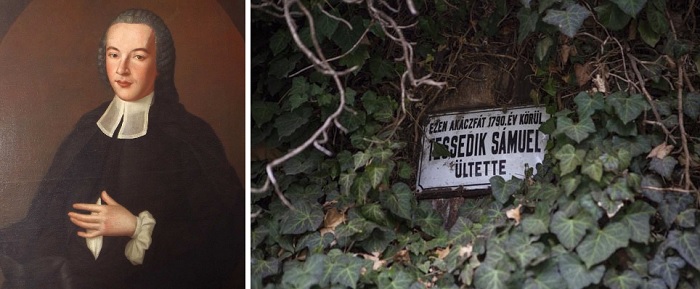 EZEN AKÁCZFÁT 1790. ÉV KÖRÜL
TESSEDIK SÁMUEL
ÜLTETTE